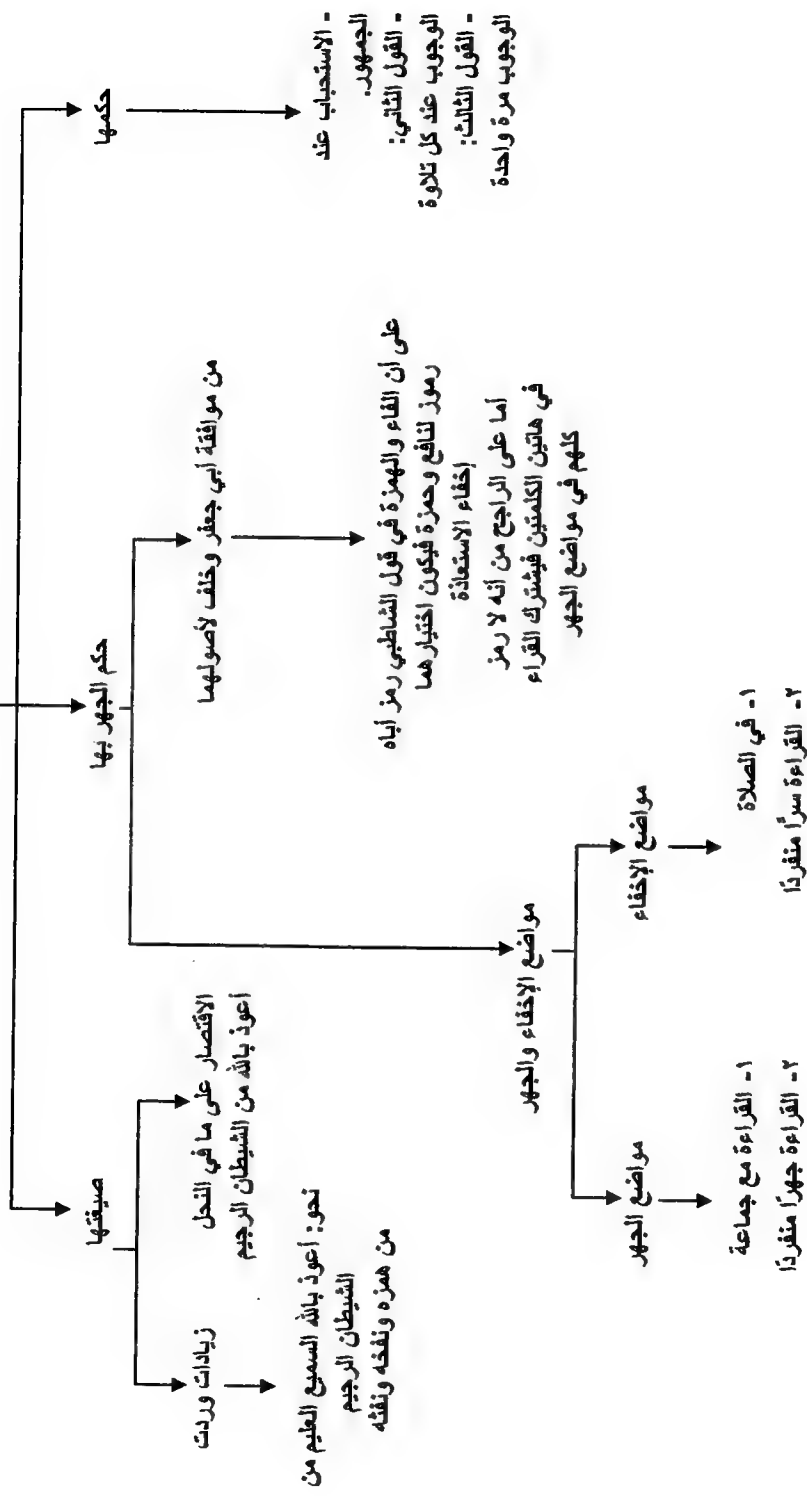 حكمها
- الاستحباب عند
الجمهور.
- القول الثاني:
الوجوب عند كل تلاوة
- القول الثالث:
الوجوب مرة واحدة
حكم الجهر بها
من موافقة أبي جعفر وخلف لأصولهما
على أن الفاء والهمزة في قول الشاطبي رمز أباه
رموز لنافع وحمزة فيكون اختيارهما
إخفاء الاستعاذة
أما على الراجح من أنه لا رمز
في هاتين الكلمتين فيشترك القراء
كلهم في مواضع الجهر
مواضع الإخفاء والجهر
مواضع الإخفاء
١- في الصلاة
٢- القراءة سرًا منفردًا
مواضع الجهر
١- القراءة مع جماعة
٢- القراءة جهرًا منفردًا
صيغتها
الاقتصار على ما في النحل
أعوذ بالله من الشيطان الرجيم
زيادات وردت
نحو: أعوذ بالله السميع العليم من
الشيطان الرجيم
من همزه ونفخه ونفثه